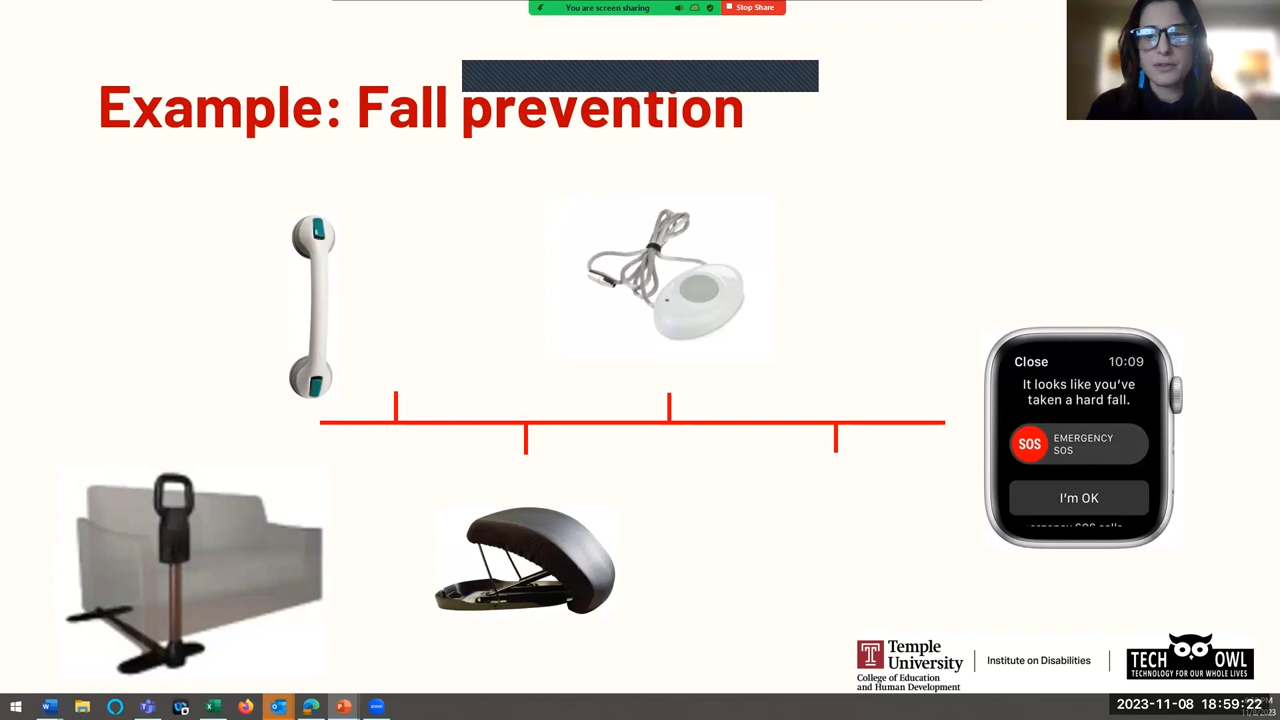 You are screen sharing
Stop Share
Example: Fall prevention
Close 10:09
It looks like you've
taken a hard fall.
SOS
EMERGENCY
SOS
I'm OK
T
Temple
University
College of Education
and Human Development
Institute on Disabilities
TECH OWL
TECHNOLOGY FOR OUR WHOLE LIVES
2023-11-08 18:59:22